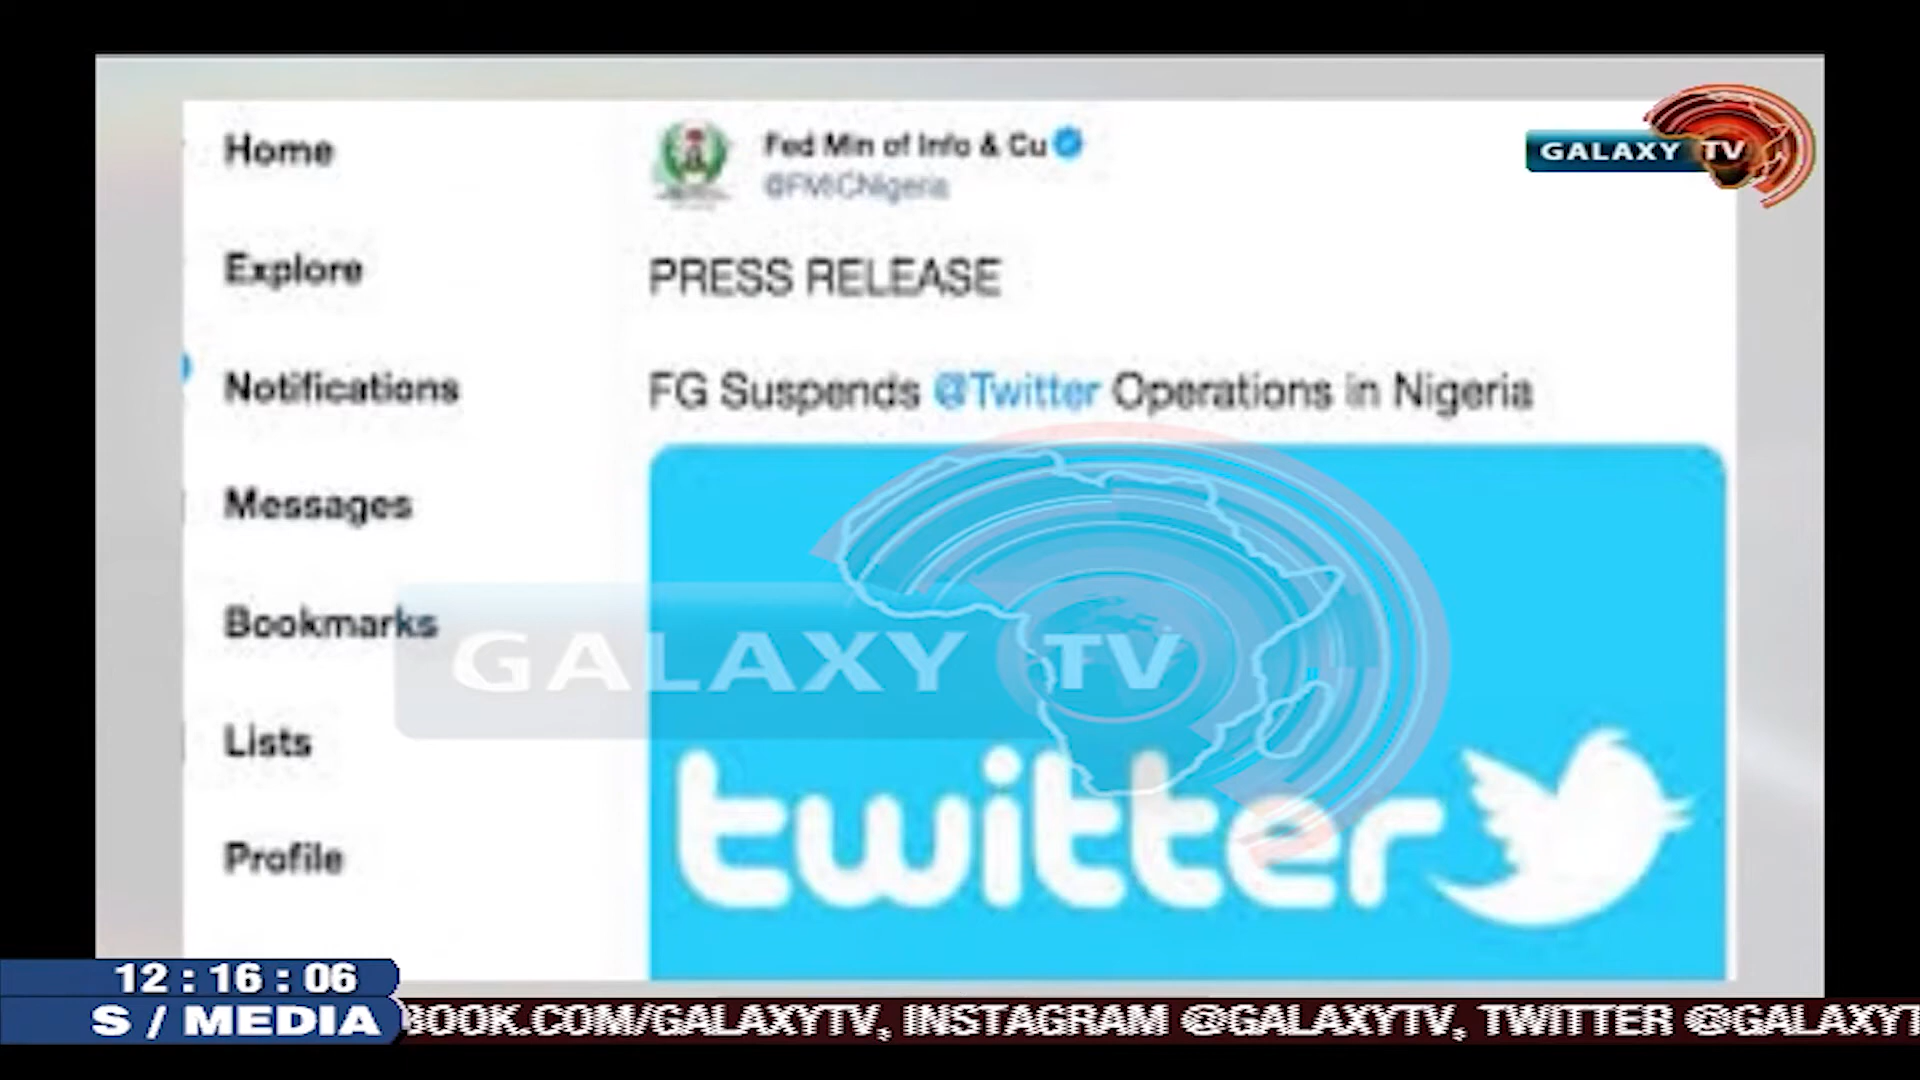 GALAXY TV
Home
Explore
Notifications
Messages
Bookmarks
Lists
Profile
Fed Min of Info & Cu
@FMICNigeria
PRESS RELEASE
FG Suspends @Twitter Operations in Nigeria
GALAXY TV
twitter
12 : 16 : 06
S / MEDIA
BOOK.COM/GALAXYTV, INSTAGRAM @GALAXYTV, TWITTER @GALAXYT